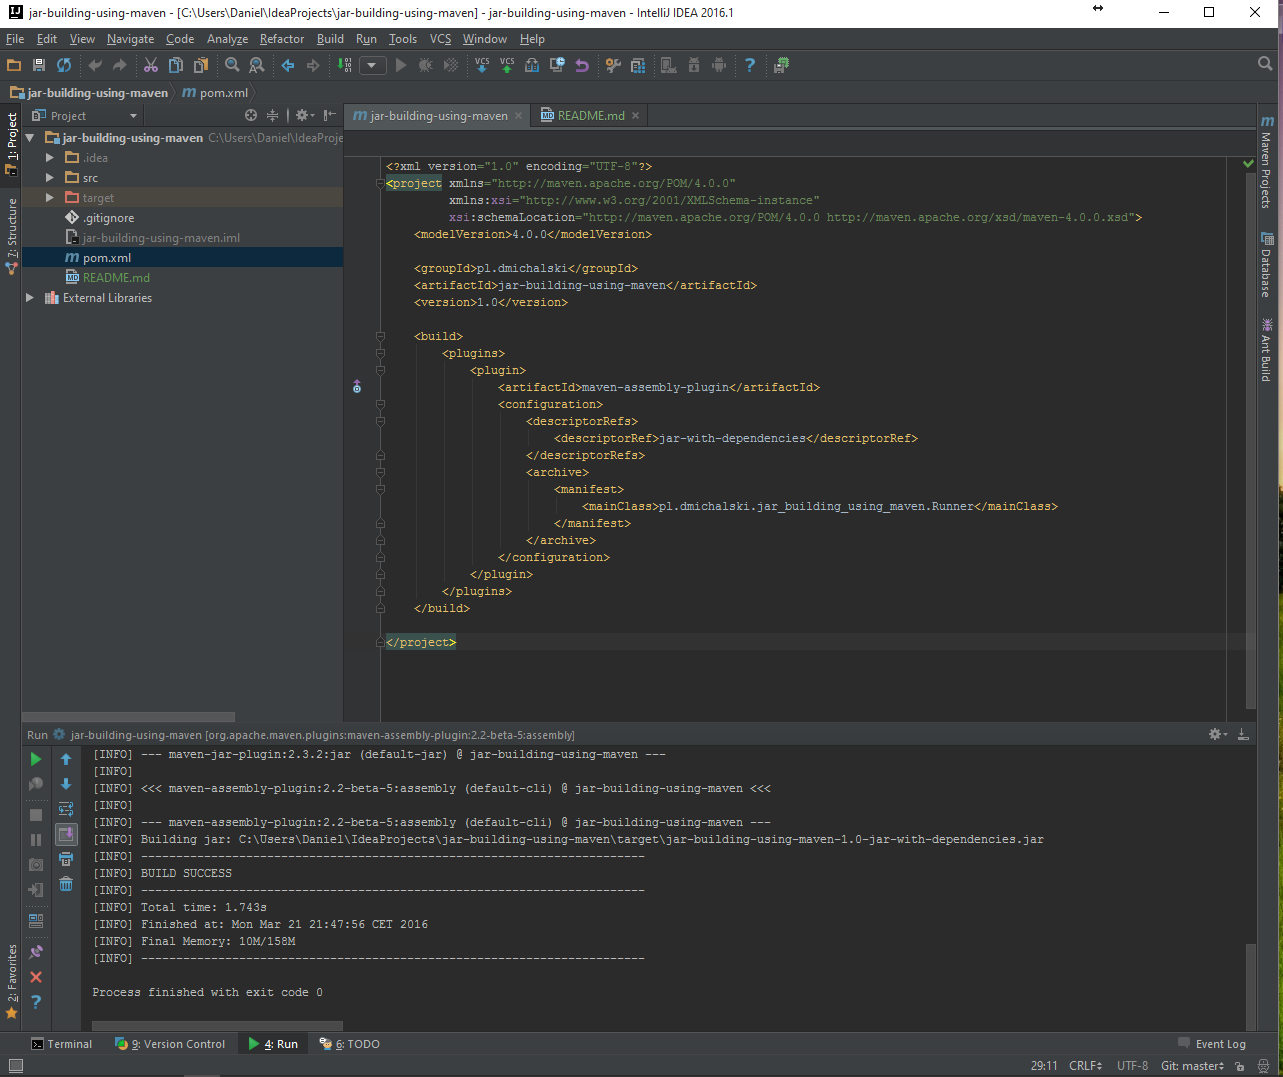 jar-building-using-maven - [C:\Users\Daniel\IdeaProjects\jar-building-using-maven] - jar-building-using-maven - IntelliJ IDEA 2016.1
File Edit View Navigate Code Analyze Refactor Build Run Tools VCS Window Help
VCS VCS
jar-building-using-maven pom.xml
Project
jar-building-using-maven
README.md
1: Project
7: Structure
2: Favorites
jar-building-using-maven C:\Users\Daniel\IdeaProje
.idea
src
target
.gitignore
jar-building-using-maven.iml
pom.xml
README.md
External Libraries
<?xml version="1.0" encoding="UTF-8"?>
<project xmlns="http://maven.apache.org/POM/4.0.0"
xmlns:xsi="http://www.w3.org/2001/XMLSchema-instance"
xsi:schemaLocation="http://maven.apache.org/POM/4.0.0 http://maven.apache.org/xsd/maven-4.0.0.xsd">
<modelVersion>4.0.0</modelVersion>
<groupId>pl.dmichalski</groupId>
<artifactId>jar-building-using-maven</artifactId>
<version>1.0</version>
<build>
<plugins>
<plugin>
<artifactId>maven-assembly-plugin</artifactId>
<configuration>
<descriptorRefs>
<descriptorRef>jar-with-dependencies</descriptorRef>
</descriptorRefs>
<archive>
<manifest>
<mainClass>pl.dmichalski.jar_building_using_maven.Runner</mainClass>
</manifest>
</archive>
</configuration>
</plugin>
</plugins>
</build>
</project>
Maven Projects
Database
Ant Build
Run jar-building-using-maven [org.apache.maven.plugins:maven-assembly-plugin:2.2-beta-5:assembly]
[INFO] --- maven-jar-plugin:2.3.2:jar (default-jar) @ jar-building-using-maven ---
[INFO]
[INFO] <<< maven-assembly-plugin:2.2-beta-5:assembly (default-cli) @ jar-building-using-maven <<<
[INFO]
[INFO] --- maven-assembly-plugin:2.2-beta-5:assembly (default-cli) @ jar-building-using-maven ---
[INFO] Building jar: C:\Users\Daniel\IdeaProjects\jar-building-using-maven\target\jar-building-using-maven-1.0-jar-with-dependencies.jar
[INFO] ------------------------------------------------------------------------
[INFO] BUILD SUCCESS
[INFO] ------------------------------------------------------------------------
[INFO] Total time: 1.743s
[INFO] Finished at: Mon Mar 21 21:47:56 CET 2016
[INFO] Final Memory: 10M/158M
[INFO] ------------------------------------------------------------------------
Process finished with exit code 0
Terminal 9: Version Control 4: Run 6: TODO Event Log
29:11 CRLF UTF-8 Git: master